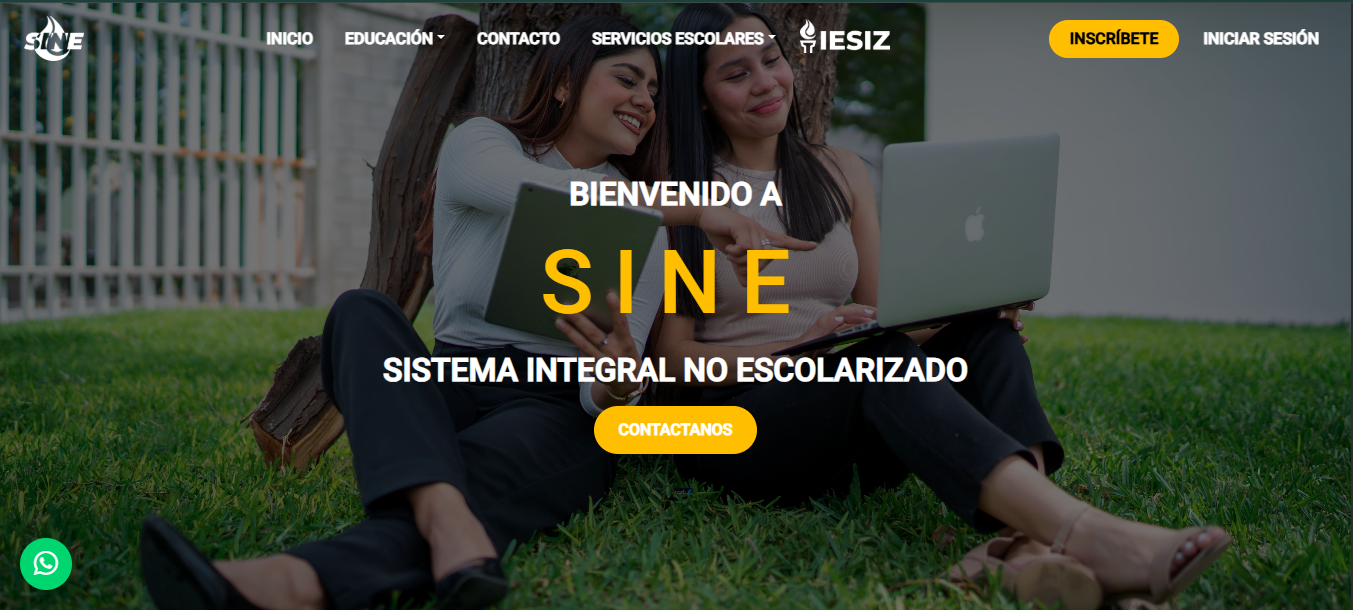 SINE
INICIO
EDUCACIÓN
CONTACTO
SERVICIOS ESCOLARES
IESIZ
INSCRÍBETE
INICIAR SESIÓN
BIENVENIDO A
SINE
SISTEMA INTEGRAL NO ESCOLARIZADO
CONTACTANOS